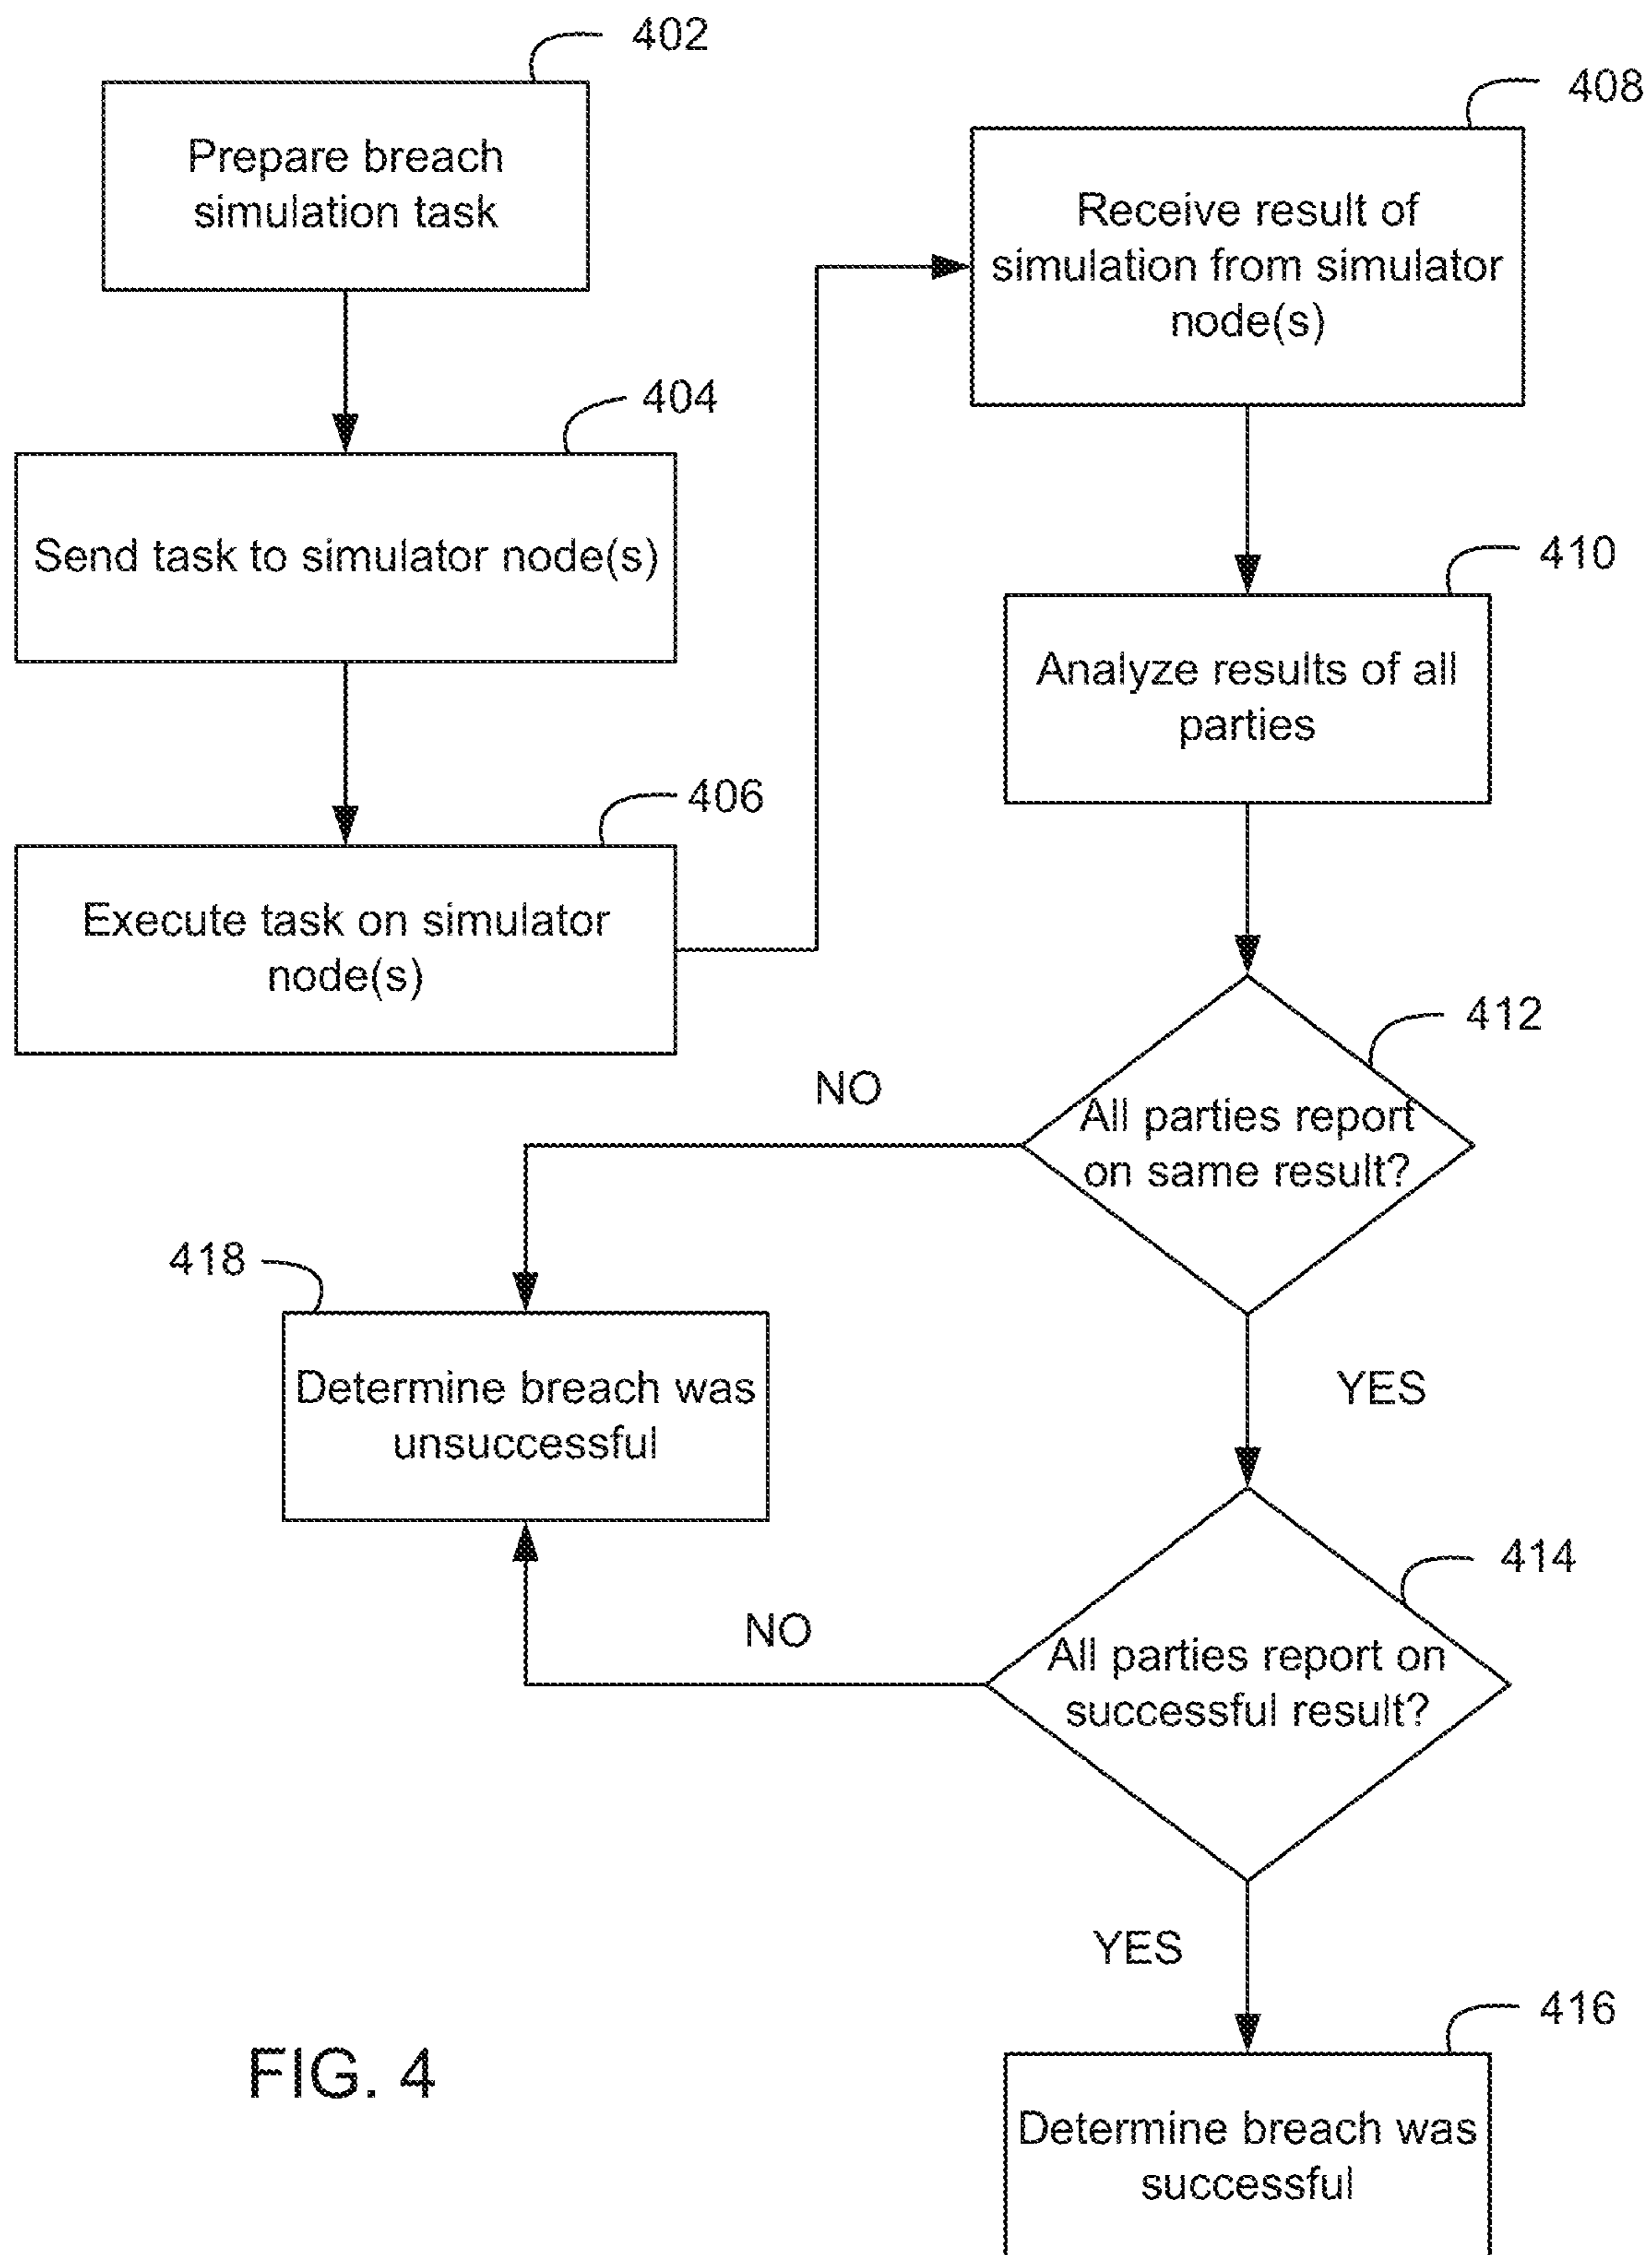 402
Prepare breach
simulation task
404
Send task to simulator node(s)
406
Execute task on simulator
node(s)
408
Receive result of
simulation from simulator
node(s)
410
Analyze results of all
parties
412
All parties report
on same result?
NO
YES
418
Determine breach was
unsuccessful
414
All parties report on
successful result?
NO
YES
416
Determine breach was
successful
FIG. 4